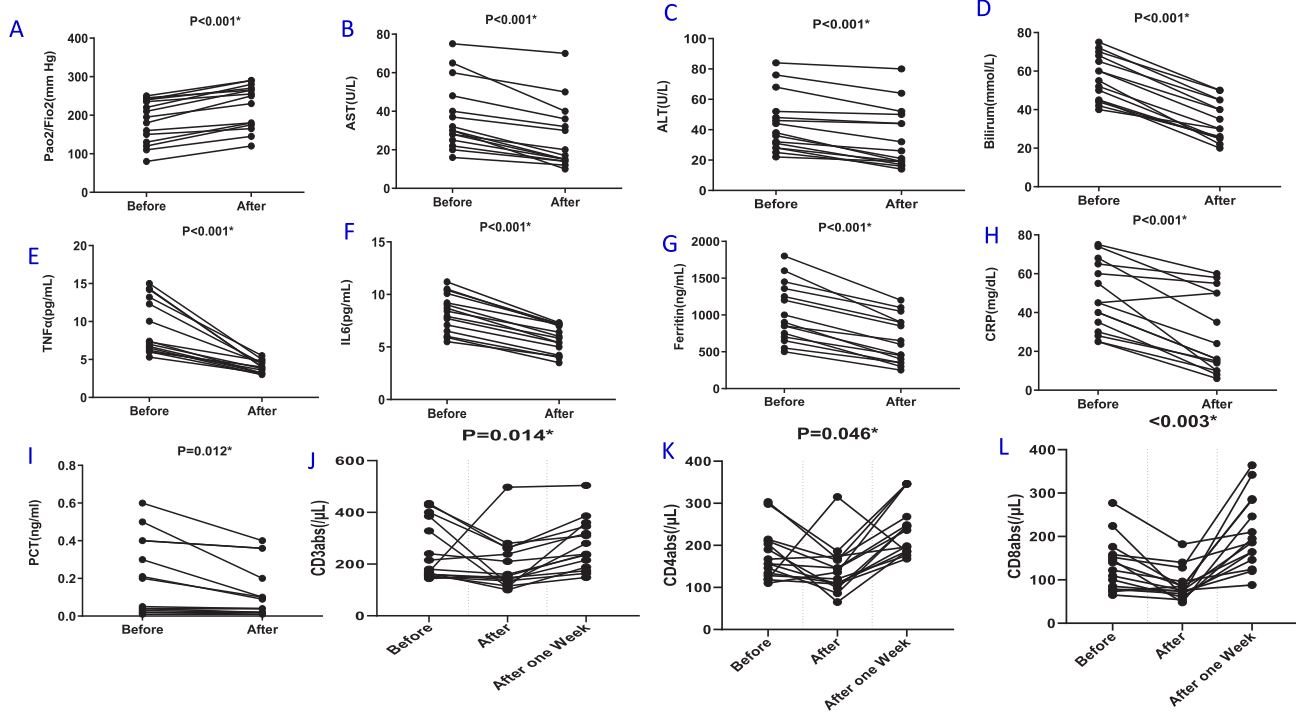 A
P<0.001*
Pao2/Fio2(mm Hg)
400
300
200
100
0
Before
After
B
P<0.001*
AST(U/L)
80
60
40
20
0
Before
After
C
P<0.001*
ALT(U/L)
100
80
60
40
20
0
Before
After
D
P<0.001*
Bilirum(mmol/L)
80
60
40
20
0
Before
After
E
P<0.001*
TNFα(pg/mL)
20
15
10
5
0
Before
After
F
P<0.001*
IL6(pg/mL)
15
10
5
0
Before
After
G
P<0.001*
Ferritin(ng/mL)
2000
1500
1000
500
0
Before
After
H
P<0.001*
CRP(mg/dL)
80
60
40
20
0
Before
After
I
P=0.012*
PCT(ng/ml)
0.8
0.6
0.4
0.2
0.0
Before
After
J
P=0.014*
CD3abs(/µL)
600
400
200
0
Before
After
After one Week
K
P=0.046*
CD4abs(/µL)
400
300
200
100
0
Before
After
After one Week
L
<0.003*
CD8abs(/µL)
400
300
200
100
0
Before
After
After one Week